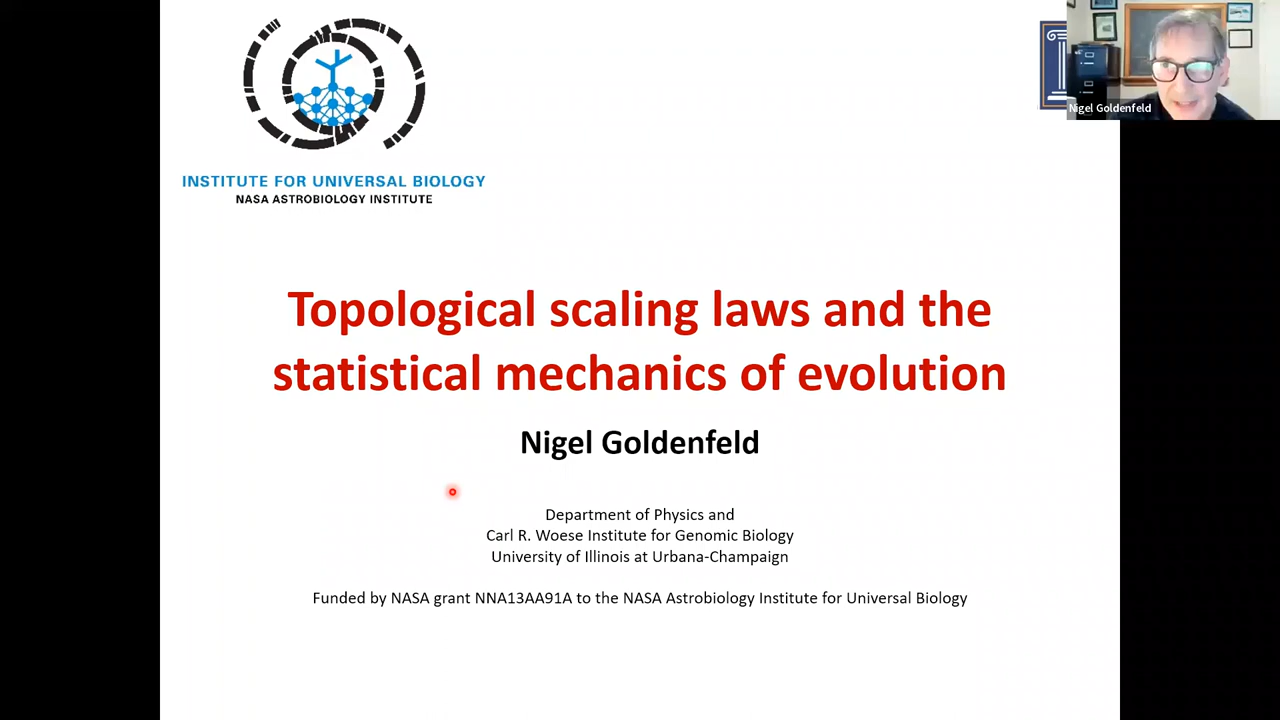 INSTITUTE FOR UNIVERSAL BIOLOGY
NASA ASTROBIOLOGY INSTITUTE
Nigel Goldenfeld
Topological scaling laws and the
statistical mechanics of evolution
Nigel Goldenfeld
Department of Physics and
Carl R. Woese Institute for Genomic Biology
University of Illinois at Urbana-Champaign
Funded by NASA grant NNA13AA91A to the NASA Astrobiology Institute for Universal Biology